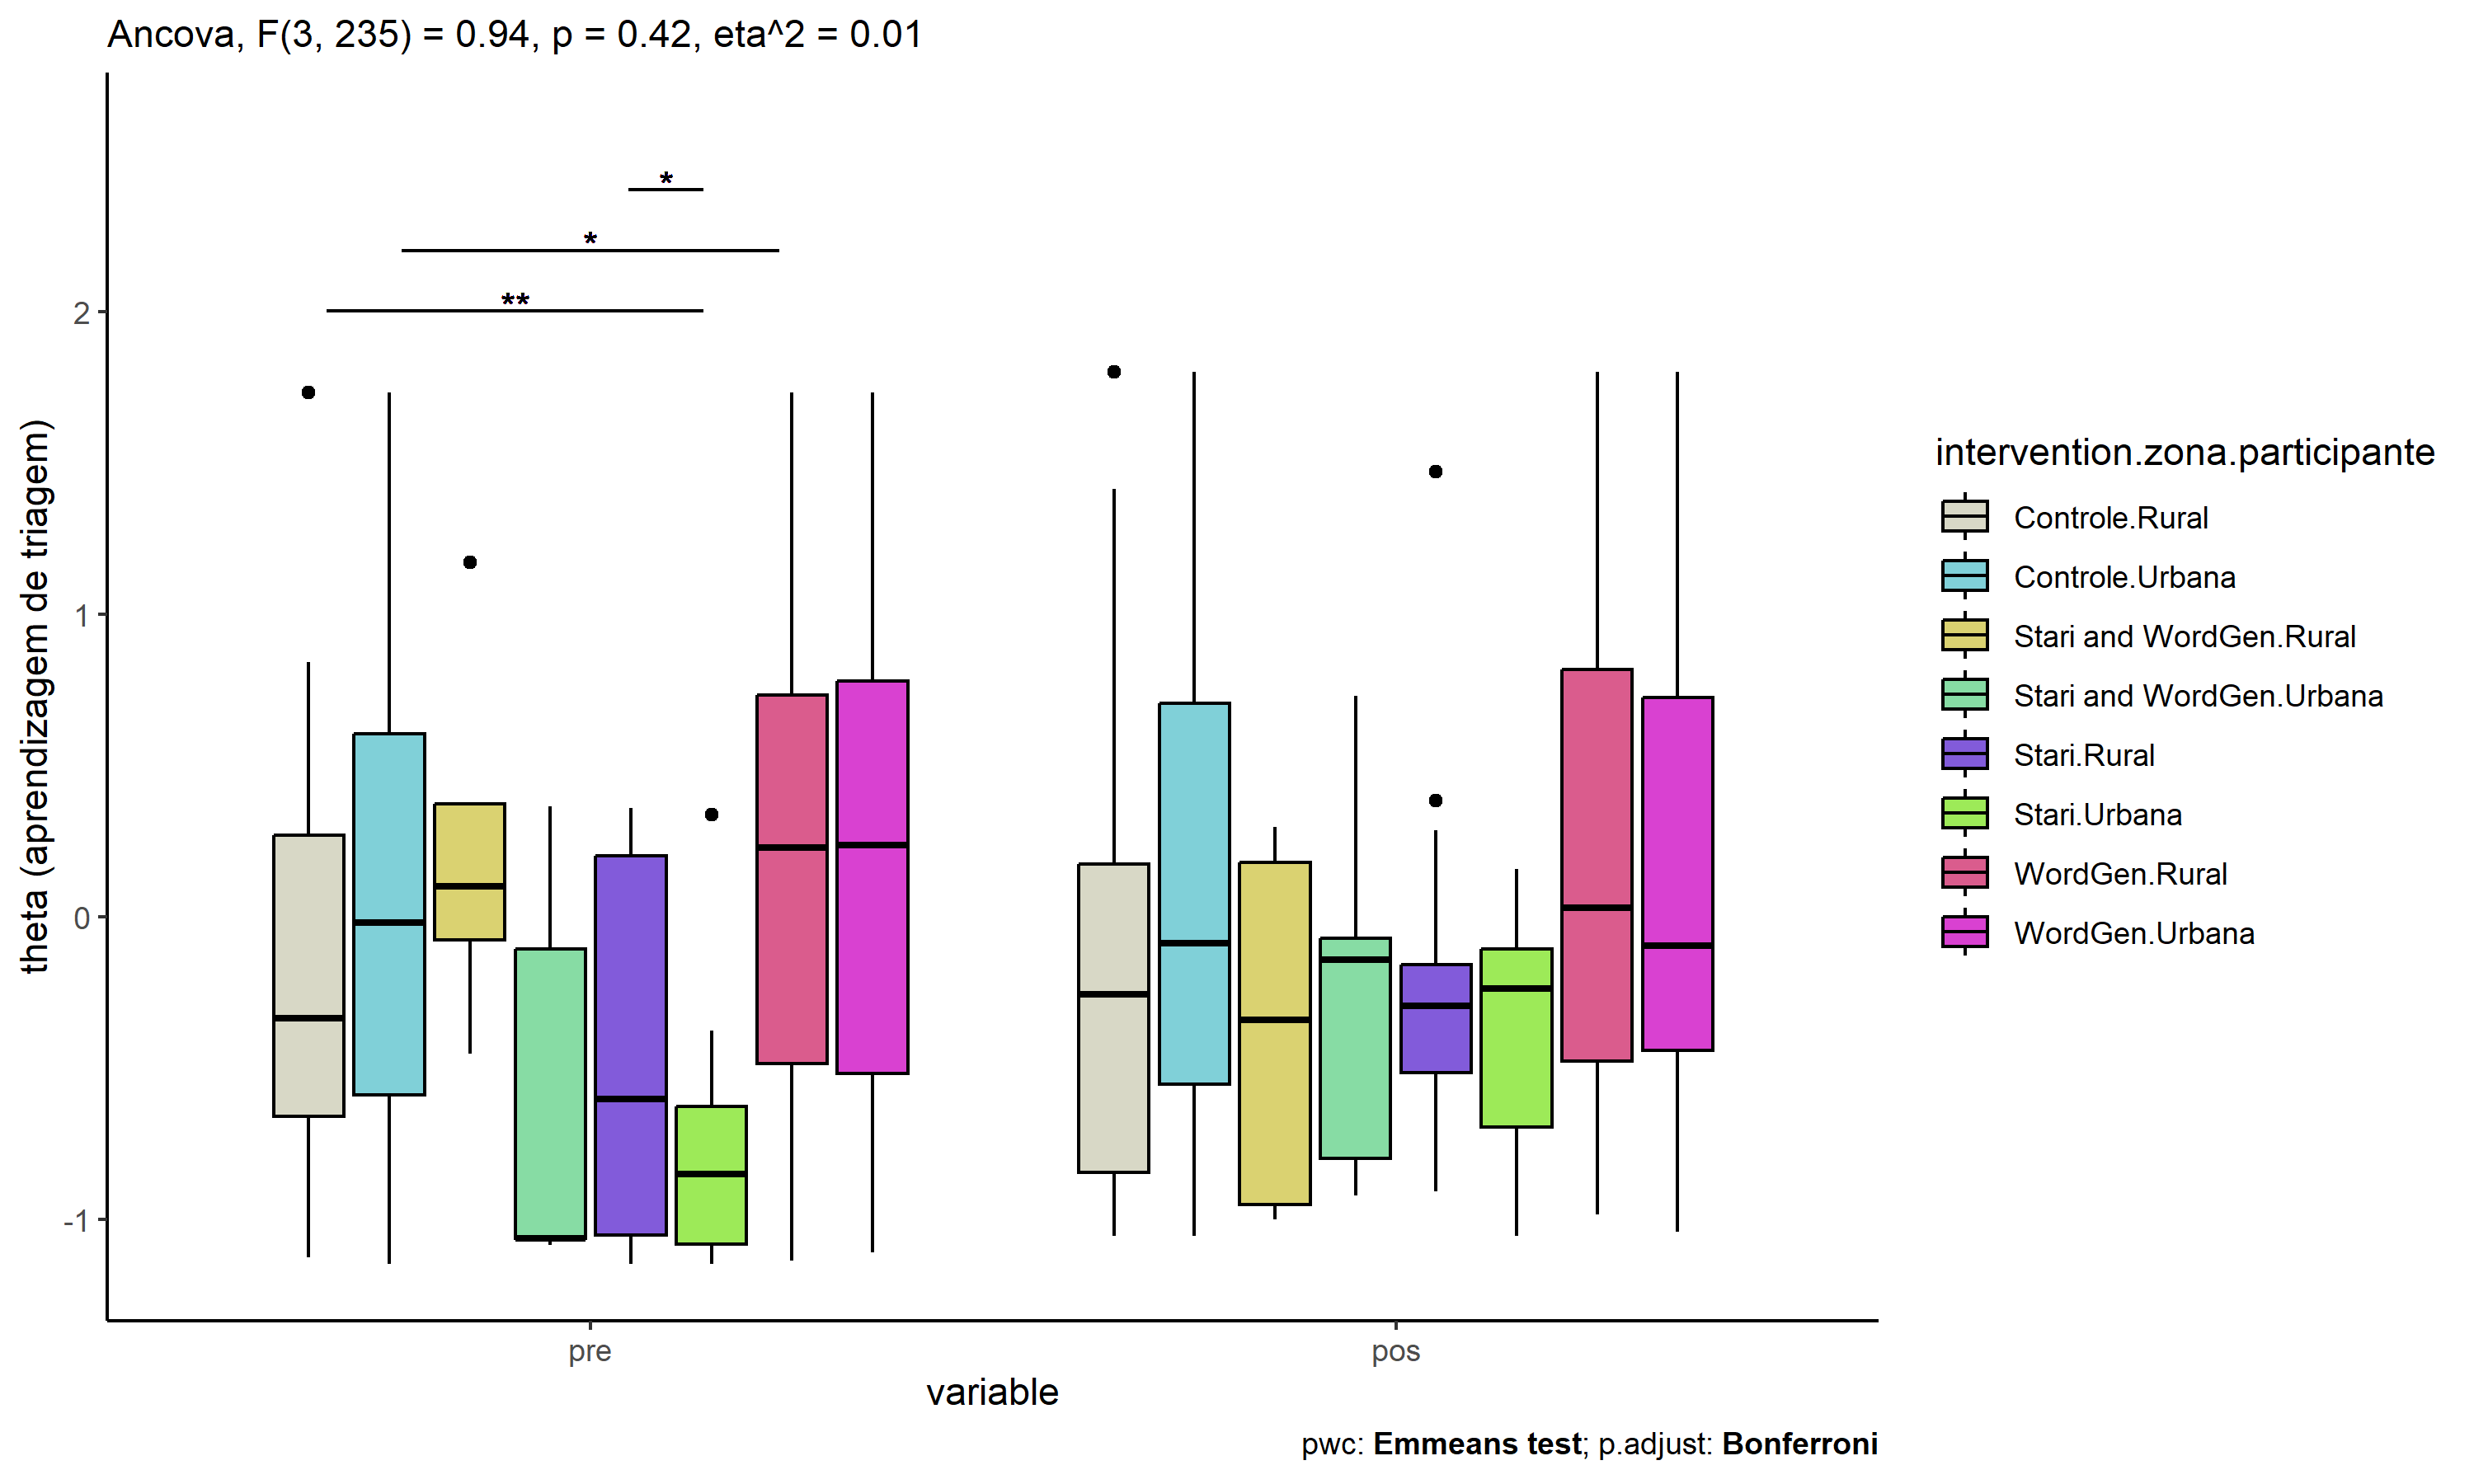 Ancova, F(3, 235) = 0.94, p = 0.42, eta^2 = 0.01
*
*
**
2
1
0
-1
theta (aprendizagem de triagem)
pre
pos
variable
pwc: Emmeans test; p.adjust: Bonferroni
intervention.zona.participante
Controle.Rural
Controle.Urbana
Stari and WordGen.Rural
Stari and WordGen.Urbana
Stari.Rural
Stari.Urbana
WordGen.Rural
WordGen.Urbana